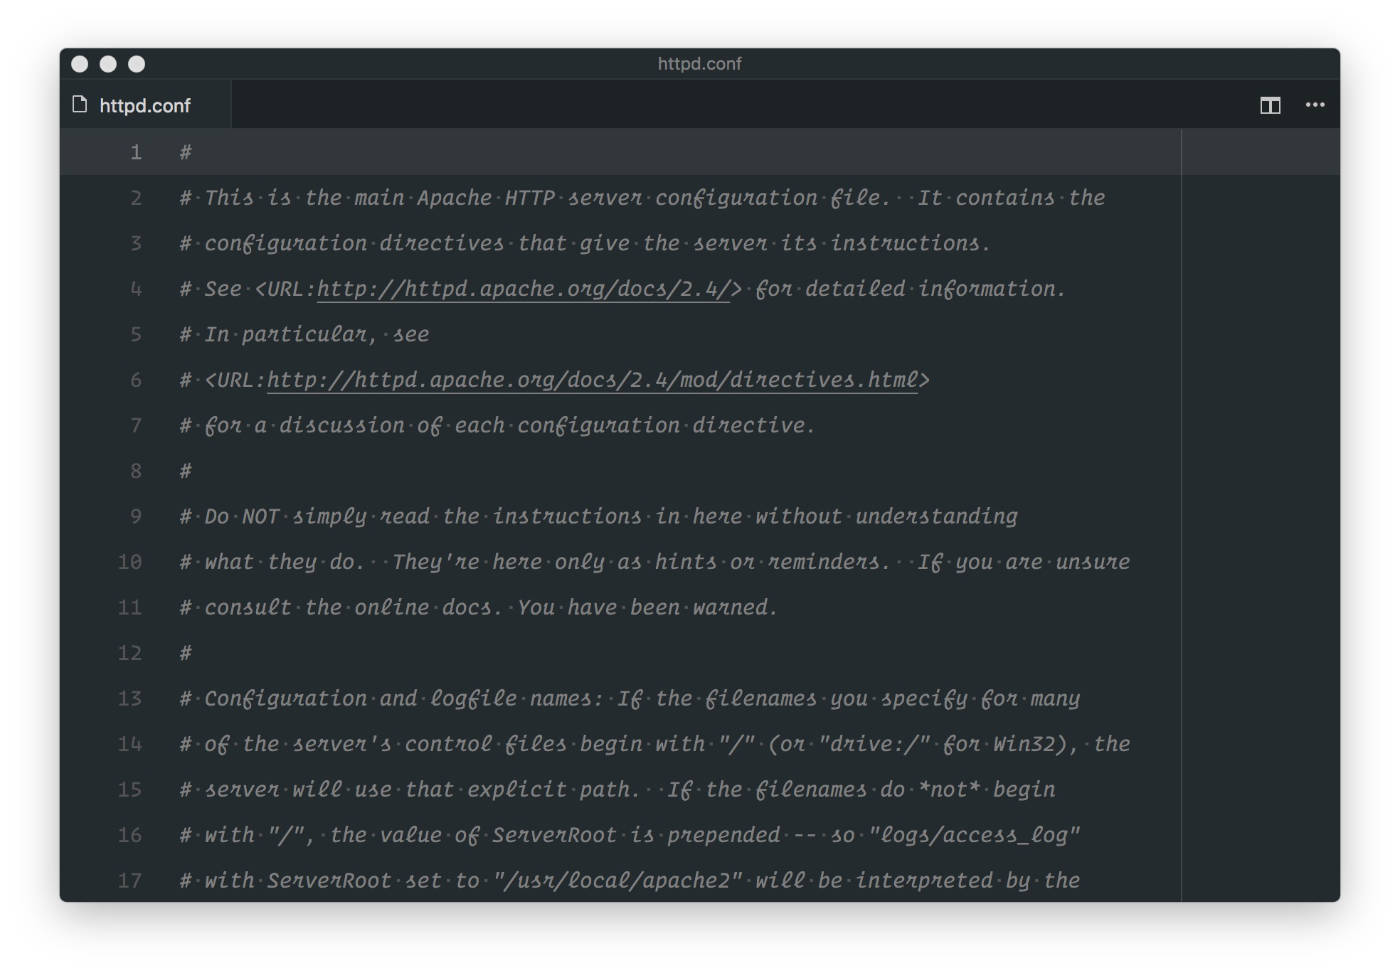 httpd.conf
httpd.conf
1 #
2 # This is the main Apache HTTP server configuration file.  It contains the
3 # configuration directives that give the server its instructions.
4 # See <URL:http://httpd.apache.org/docs/2.4/> for detailed information.
5 # In particular, see
6 # <URL:http://httpd.apache.org/docs/2.4/mod/directives.html>
7 # for a discussion of each configuration directive.
8 #
9 # Do NOT simply read the instructions in here without understanding
10 # what they do.  They're here only as hints or reminders.  If you are unsure
11 # consult the online docs. You have been warned.
12 #
13 # Configuration and logfile names: If the filenames you specify for many
14 # of the server's control files begin with "/" (or "drive:/" for Win32), the
15 # server will use that explicit path.  If the filenames do *not* begin
16 # with "/", the value of ServerRoot is prepended -- so "logs/access_log"
17 # with ServerRoot set to "/usr/local/apache2" will be interpreted by the